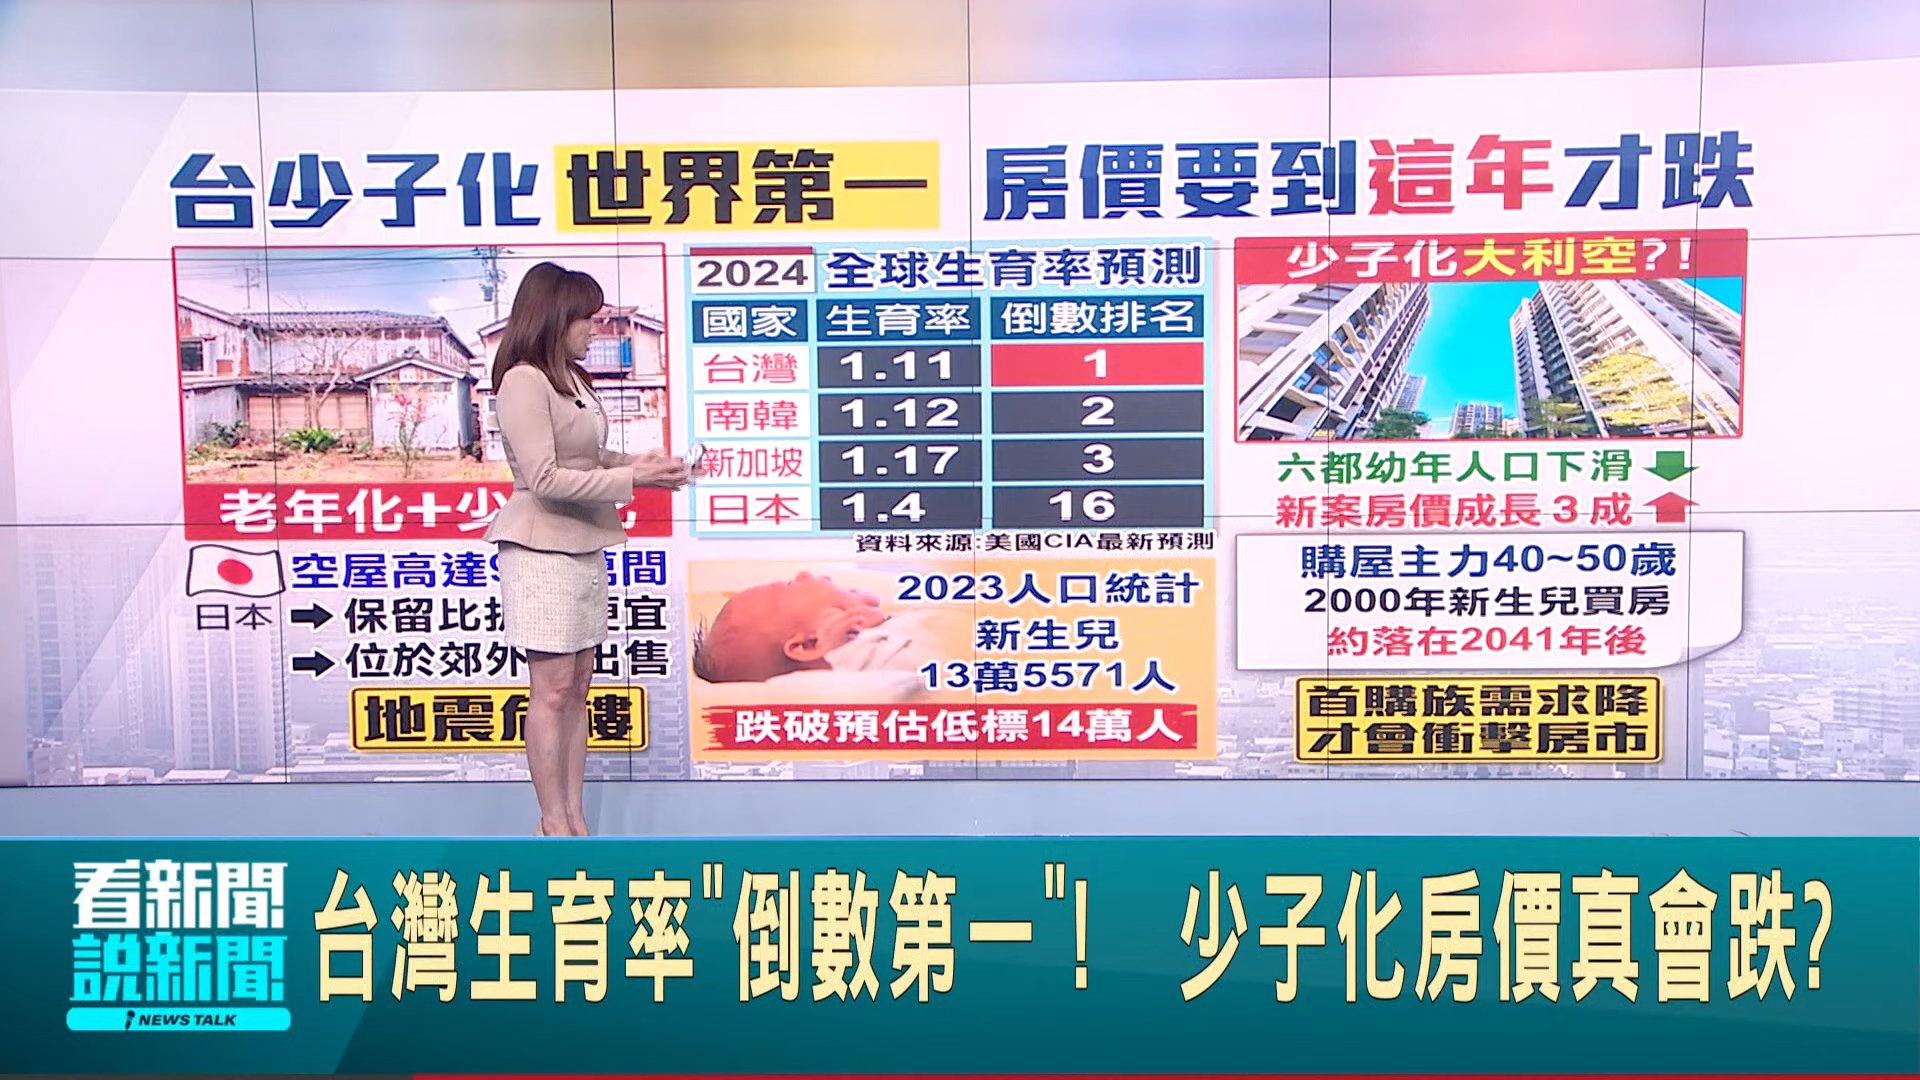 台少子化 世界第一 房價要到這年才跌
老年化+少
日本
空屋高達9 萬間
➡保留比拆 便宜
➡位於郊外 出售
地震危樓
2024 全球生育率預測
國家 生育率 倒數排名
台灣 1.11 1
南韓 1.12 2
新加坡 1.17 3
日本 1.4 16
資料來源:美國CIA最新預測
2023人口統計
新生兒
13萬5571人
跌破預估低標14萬人
少子化大利空?!
六都幼年人口下滑
新案房價成長3成
購屋主力40~50歲
2000年新生兒買房
約落在2041年後
首購族需求降
才會衝擊房市
看新聞
說新聞
NEWS TALK
台灣生育率"倒數第一"! 少子化房價真會跌?